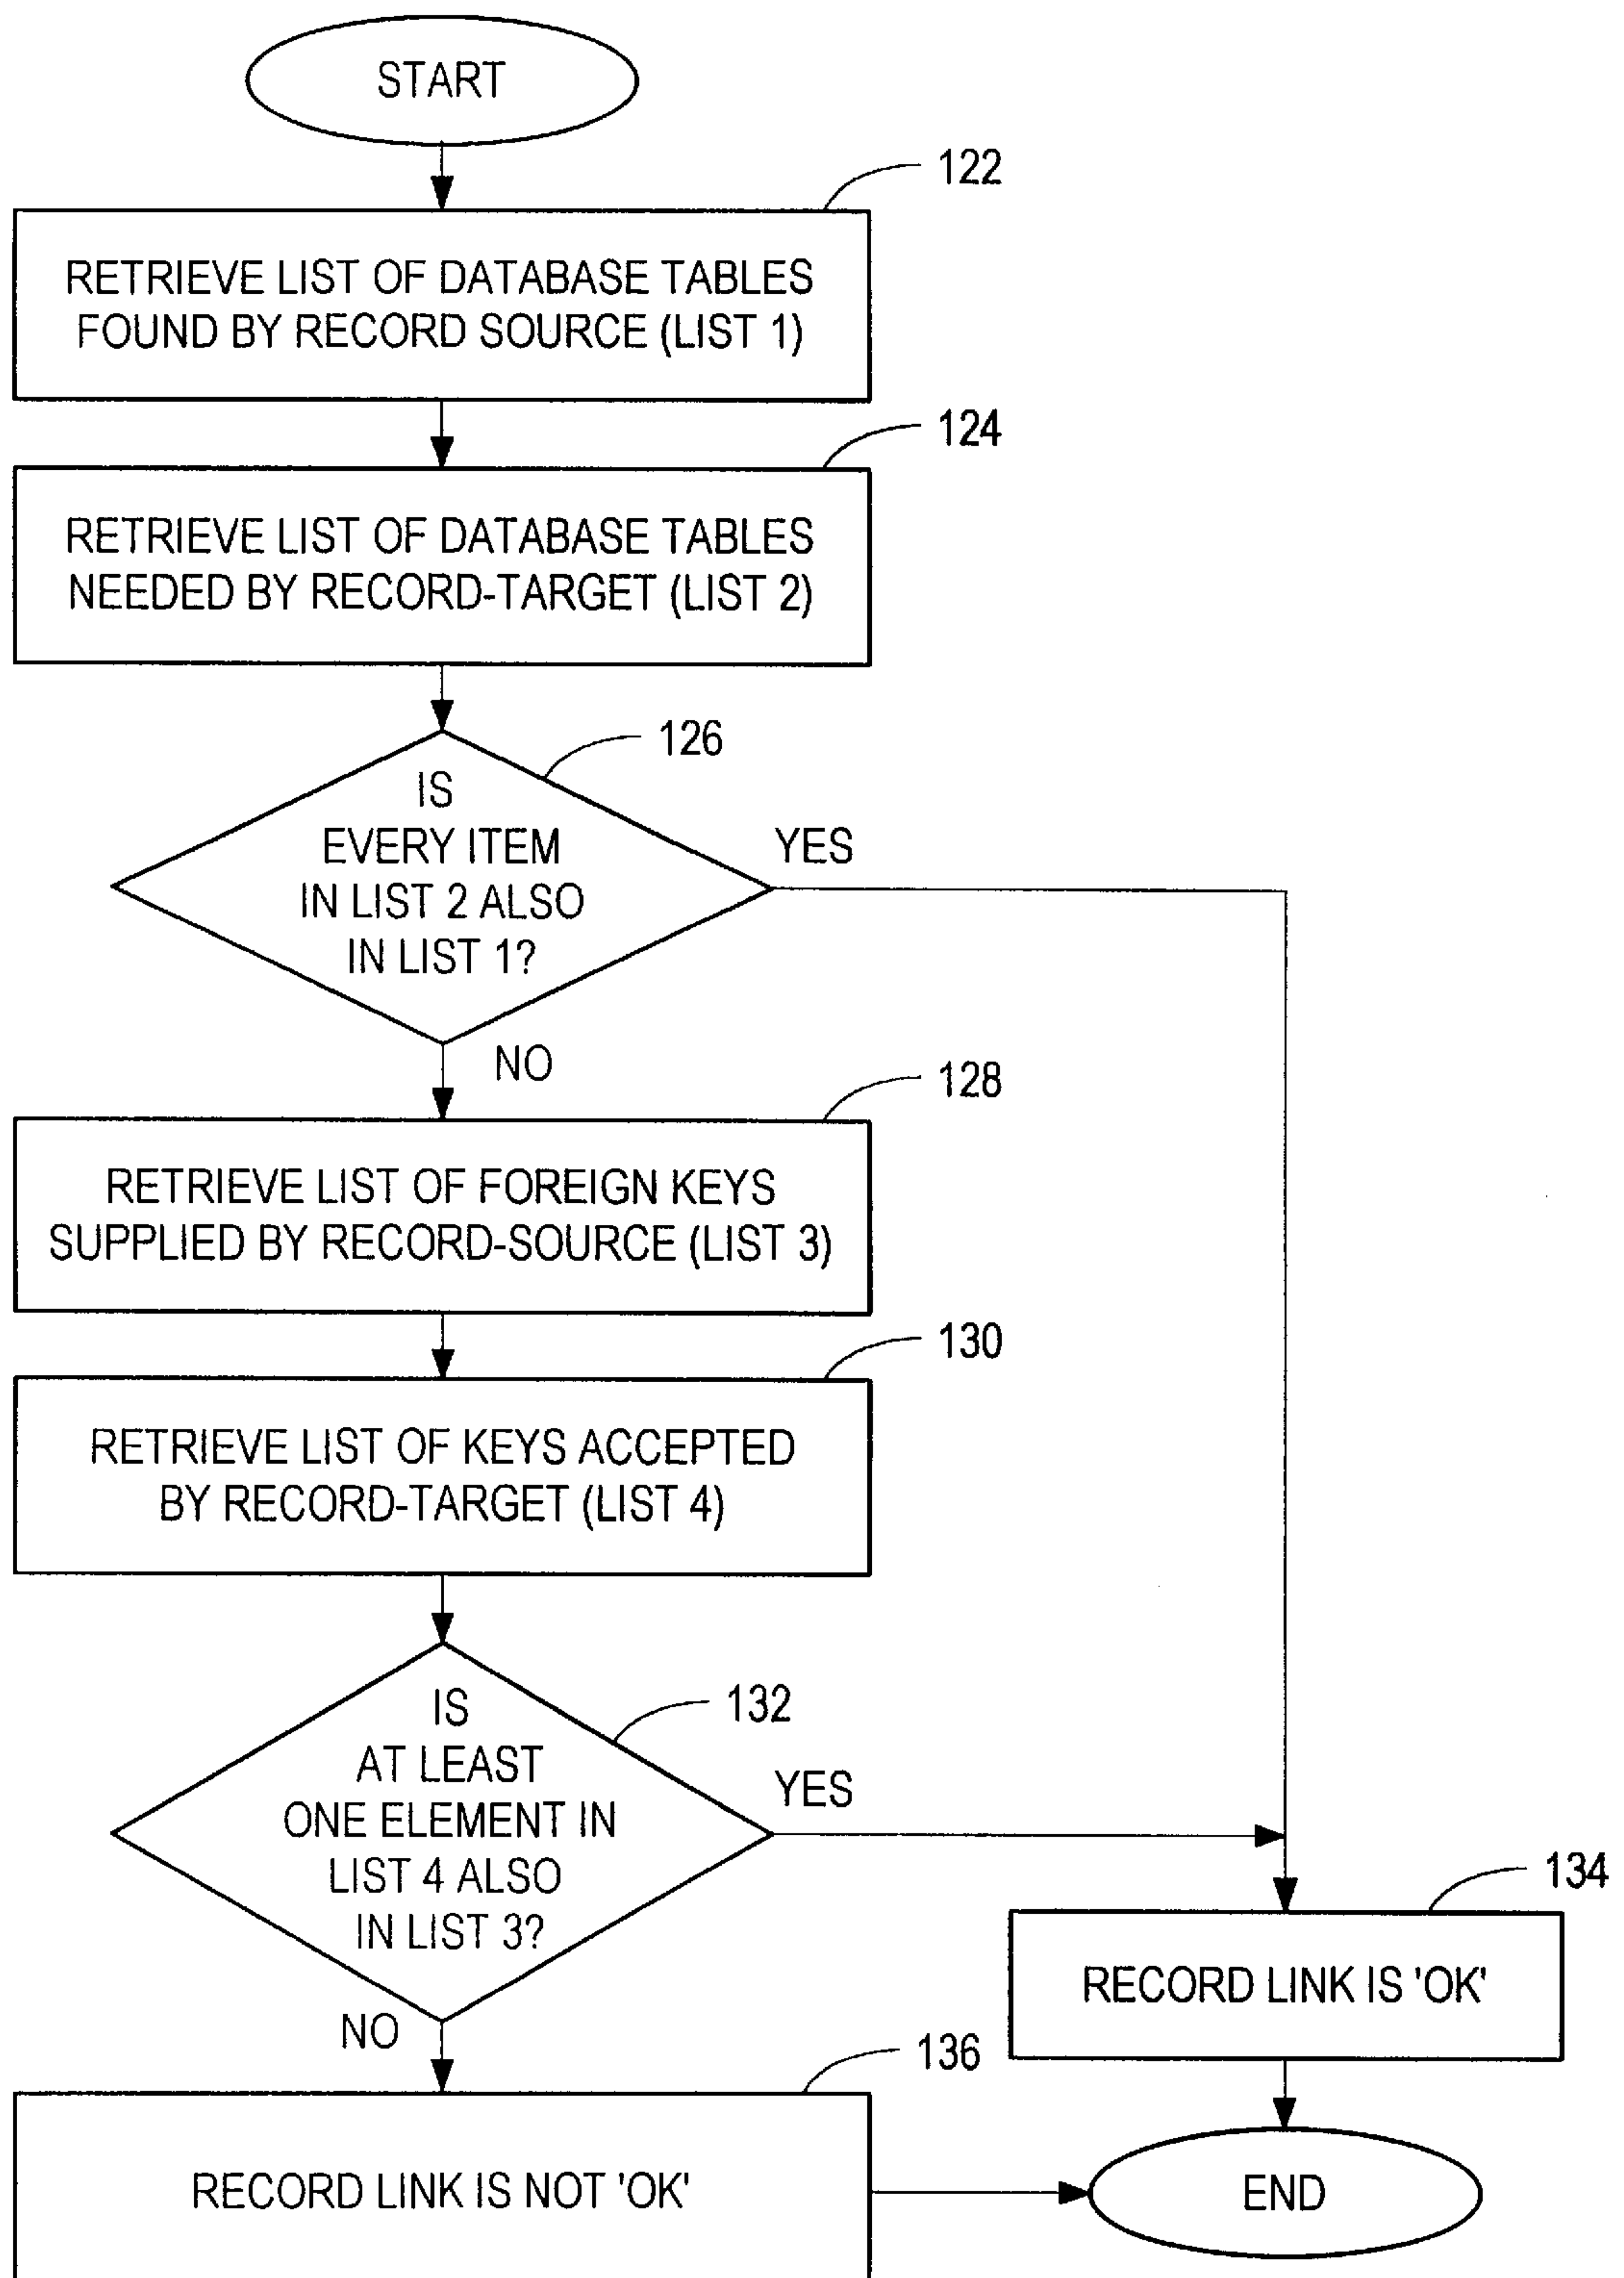 START
122
RETRIEVE LIST OF DATABASE TABLES
FOUND BY RECORD SOURCE (LIST 1)
124
RETRIEVE LIST OF DATABASE TABLES
NEEDED BY RECORD-TARGET (LIST 2)
126
IS
EVERY ITEM
IN LIST 2 ALSO
IN LIST 1?
YES
NO
128
RETRIEVE LIST OF FOREIGN KEYS
SUPPLIED BY RECORD-SOURCE (LIST 3)
130
RETRIEVE LIST OF KEYS ACCEPTED
BY RECORD-TARGET (LIST 4)
132
IS
AT LEAST
ONE ELEMENT IN
LIST 4 ALSO
IN LIST 3?
YES
NO
134
RECORD LINK IS 'OK'
136
RECORD LINK IS NOT 'OK'
END